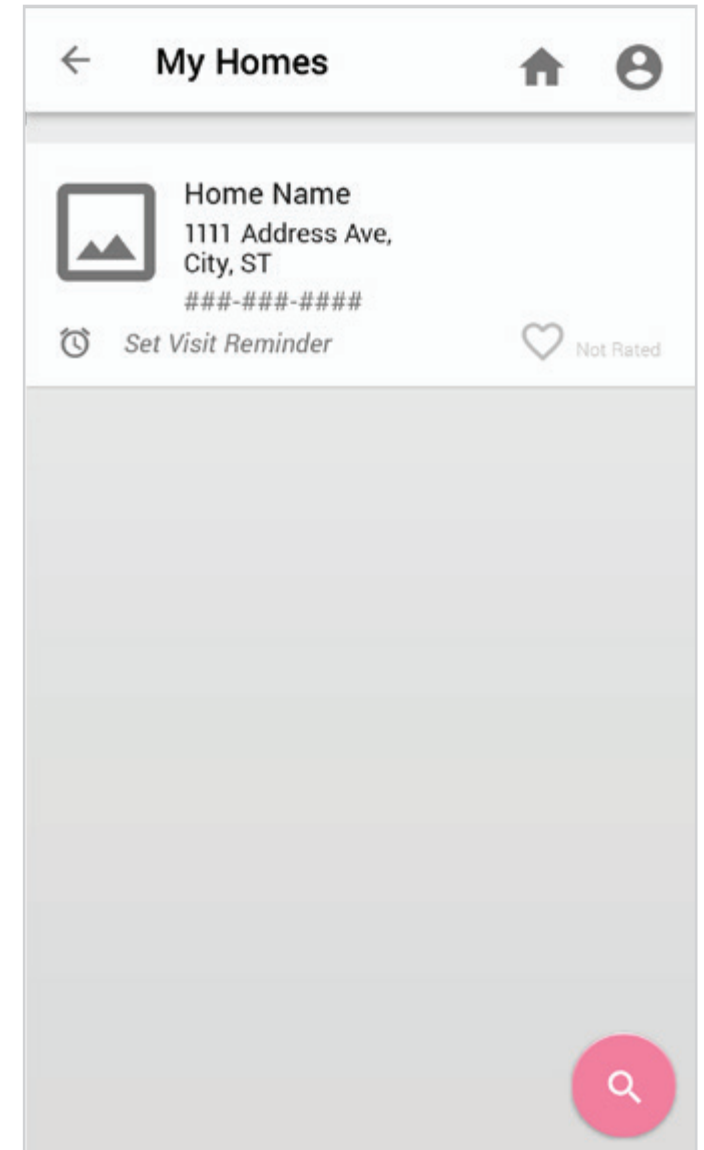 My Homes
Home Name
1111 Address Ave,
City, ST
###-###-####
Set Visit Reminder
Not Rated